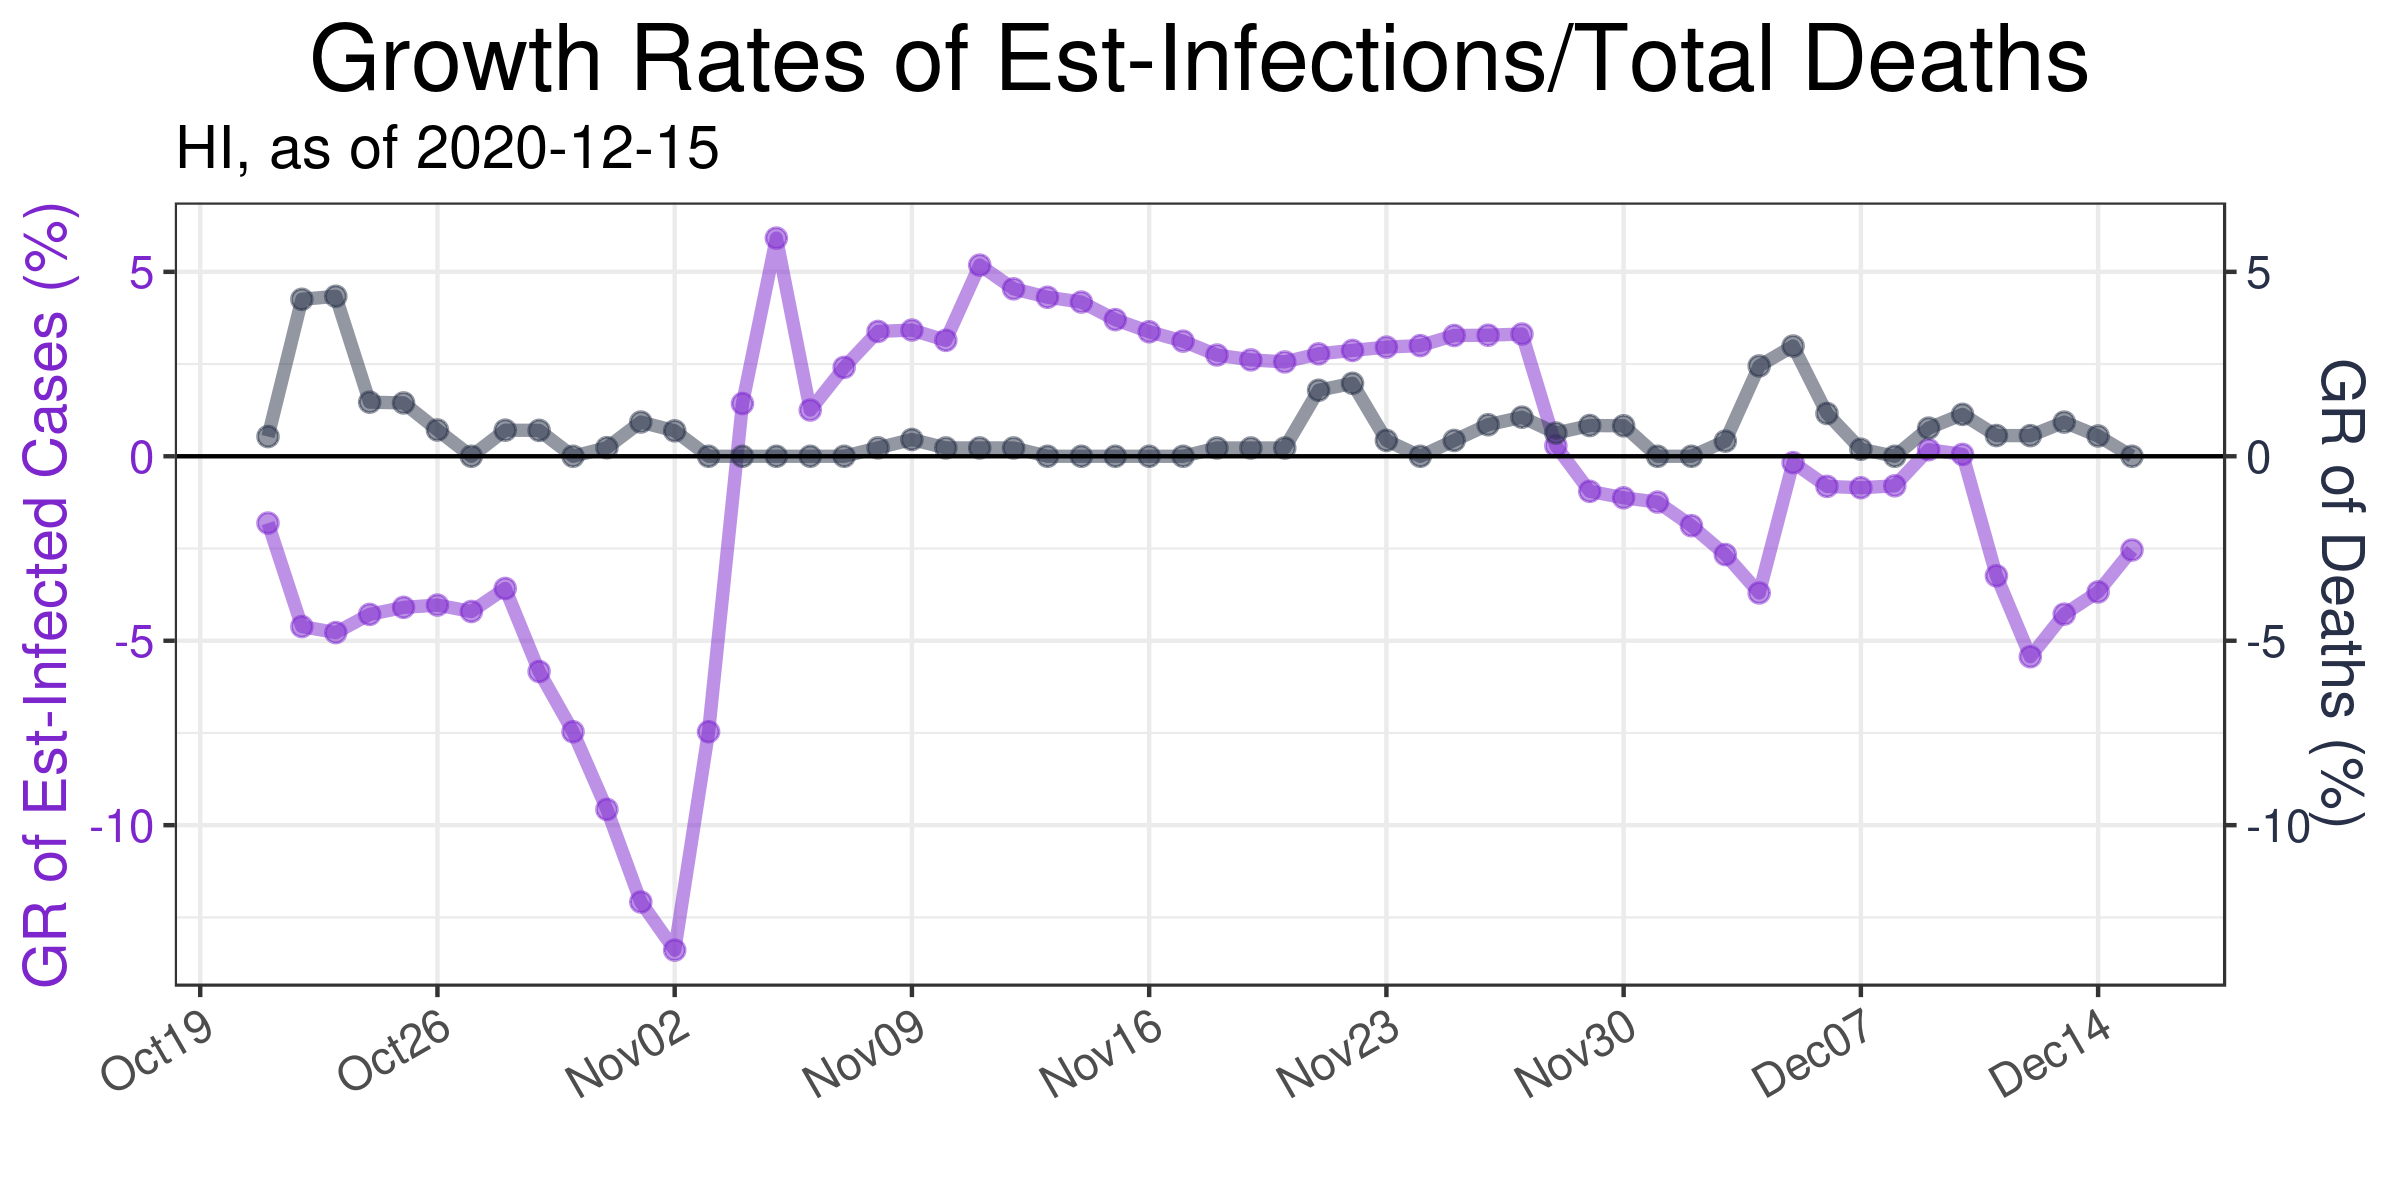 Growth Rates of Est-Infections/Total Deaths
HI, as of 2020-12-15
GR of Est-Infected Cases (%)
5
0
-5
-10
5
0
-5
-10
GR of Deaths (%)
Oct19
Oct26
Nov02
Nov09
Nov16
Nov23
Nov30
Dec07
Dec14